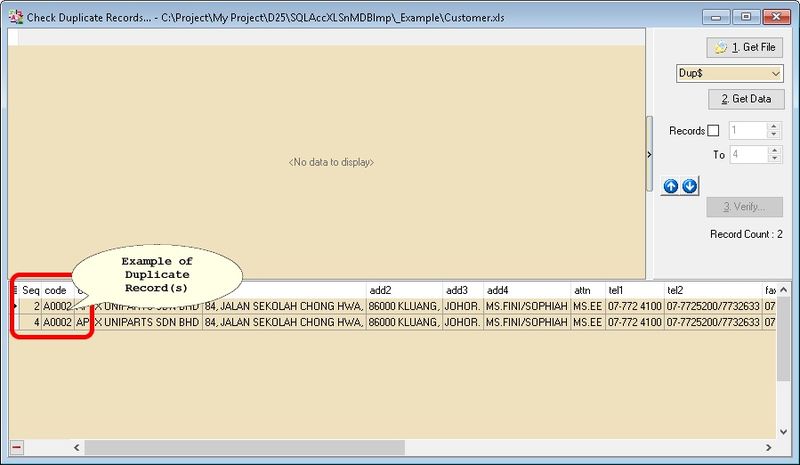 Check Duplicate Records... - C:\Project\My Project\D25\SQLAccXLSnMDBImp\_Example\Customer.xls
1. Get File
Dup$
2. Get Data
Records 1
To 4
3. Verify...
Record Count : 2
<No data to display>
Example of
Duplicate
Record(s)
Seq code add2 add3 add4 attn tel1 tel2 fax
2 A0002 X UNIPARTS SDN BHD 84, JALAN SEKOLAH CHONG HWA, 86000 KLUANG, JOHOR. MS.FINI/SOPHIAH MS.EE 07-772 4100 07-7725200/7732633 07
4 A0002 AP X UNIPARTS SDN BHD 84, JALAN SEKOLAH CHONG HWA, 86000 KLUANG, JOHOR. MS.FINI/SOPHIAH MS.EE 07-772 4100 07-7725200/7732633 07